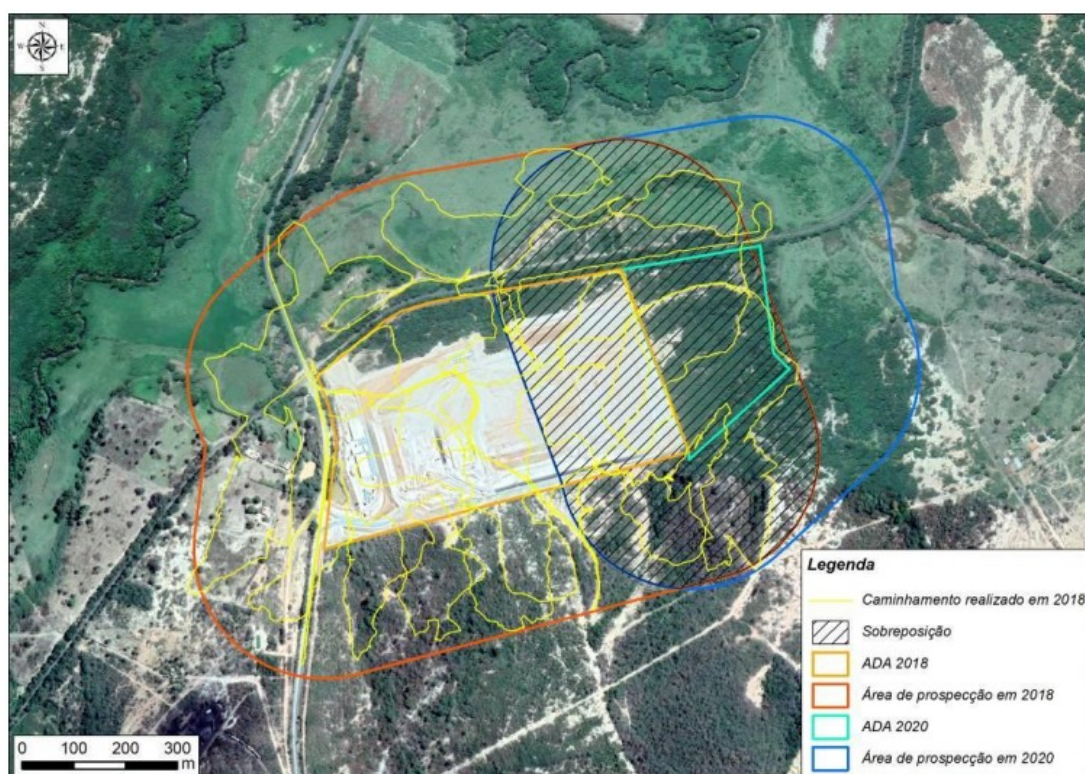 N
W E
S
Legenda
Caminhamento realizado em 2018
Sobreposição
ADA 2018
Área de prospecção em 2018
ADA 2020
Área de prospecção em 2020
0 100 200 300
m